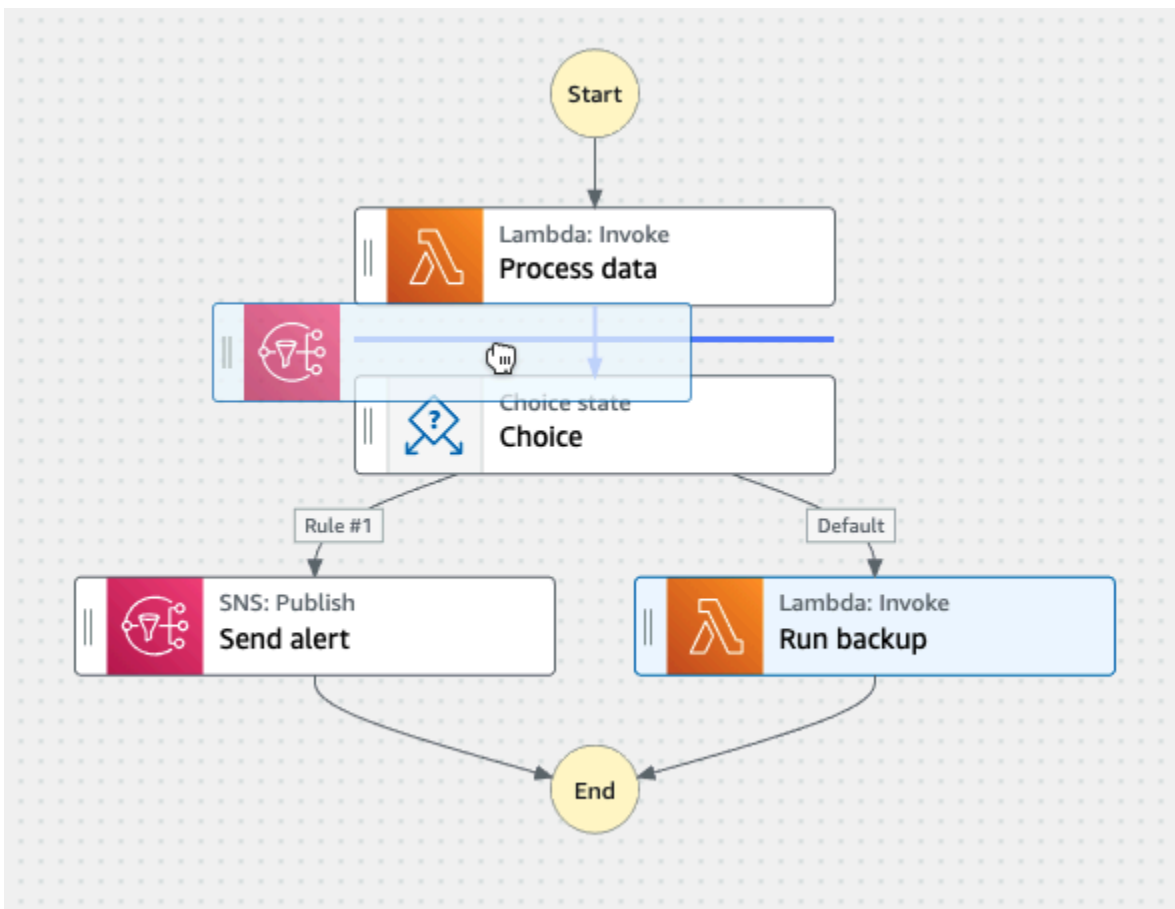 Start
Lambda: Invoke
Process data
Choice state
Choice
Rule #1
Default
SNS: Publish
Send alert
Lambda: Invoke
Run backup
End